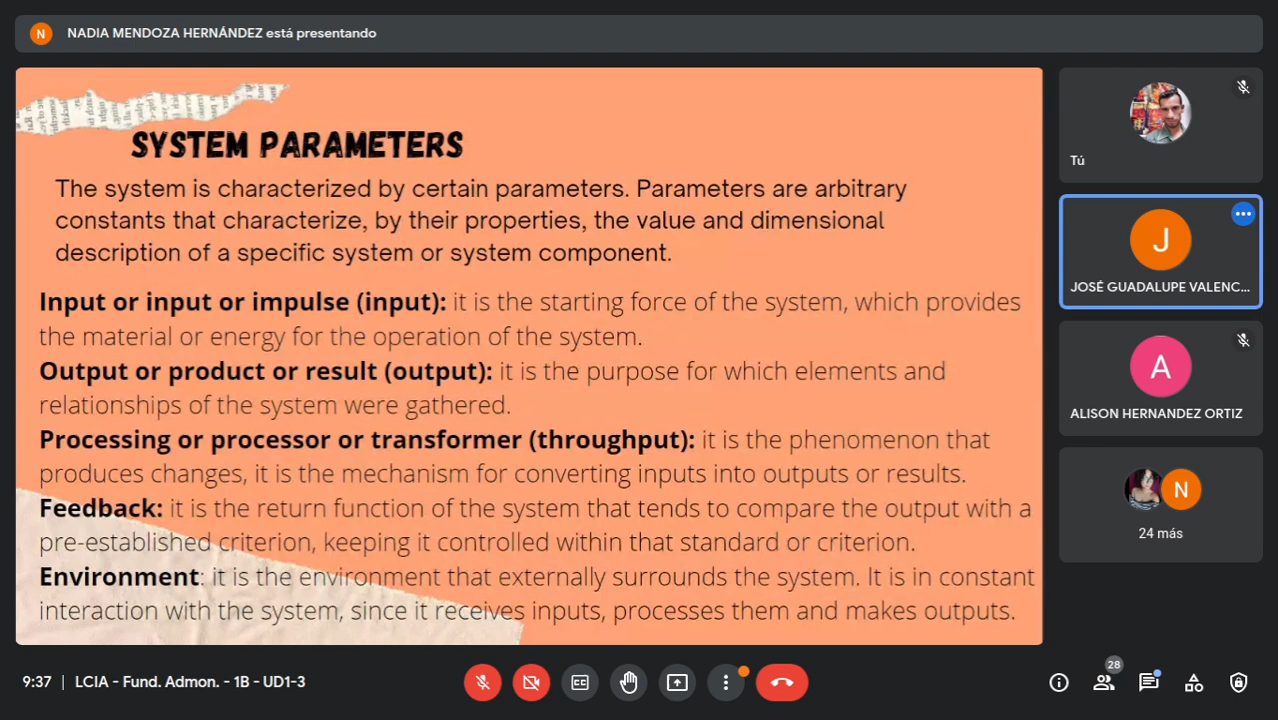 N
NADIA MENDOZA HERNÁNDEZ está presentando
SYSTEM PARAMETERS
The system is characterized by certain parameters. Parameters are arbitrary
constants that characterize, by their properties, the value and dimensional
description of a specific system or system component.
Input or input or impulse (input): it is the starting force of the system, which provides
the material or energy for the operation of the system.
Output or product or result (output): it is the purpose for which elements and
relationships of the system were gathered.
Processing or processor or transformer (throughput): it is the phenomenon that
produces changes, it is the mechanism for converting inputs into outputs or results.
Feedback: it is the return function of the system that tends to compare the output with a
pre-established criterion, keeping it controlled within that standard or criterion.
Environment: it is the environment that externally surrounds the system. It is in constant
interaction with the system, since it receives inputs, processes them and makes outputs.
Tú
J
JOSÉ GUADALUPE VALENC...
A
ALISON HERNANDEZ ORTIZ
N
24 más
9:37 | LCIA - Fund. Admon. - 1B - UD1-3
CC
28